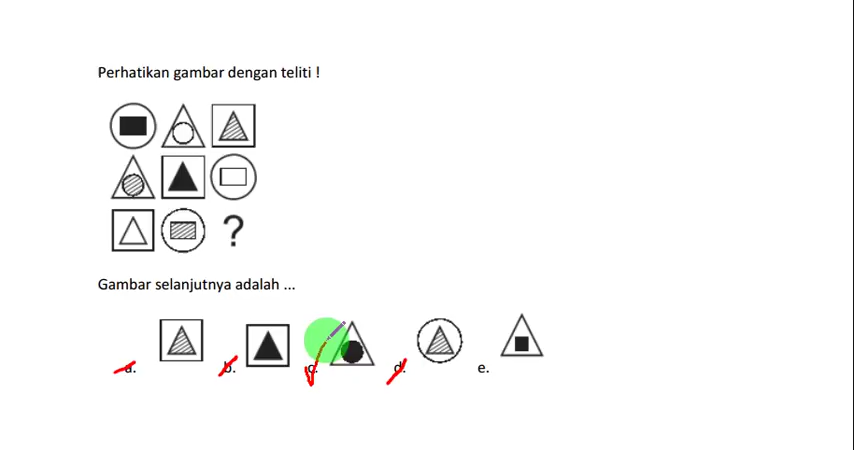 Perhatikan gambar dengan teliti !
?
Gambar selanjutnya adalah ...
a. b. c. d. e.